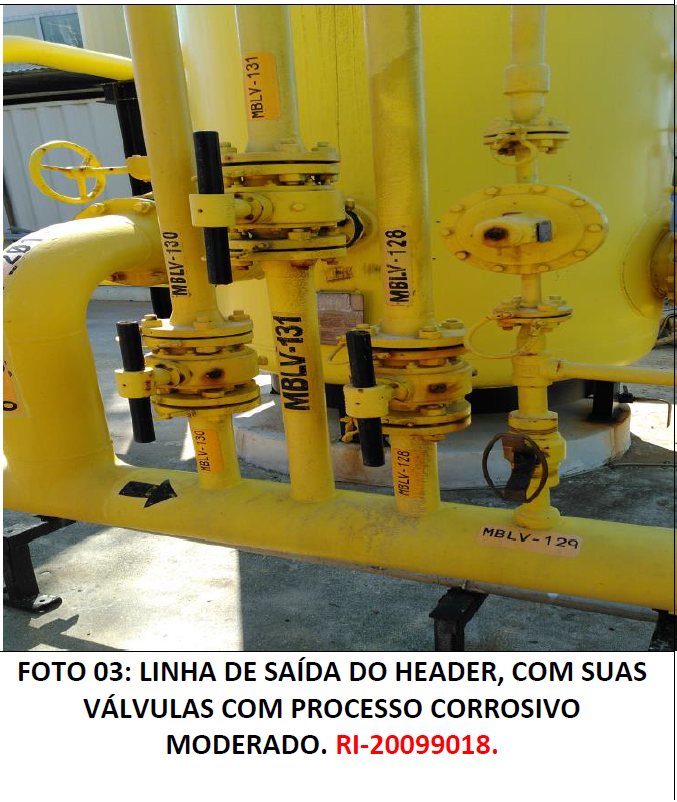 MBLV-131
MBLV-130
MBLV-128
MBLV-131
MBLV-130
MBLV-128
MBLV-129
FOTO 03: LINHA DE SAÍDA DO HEADER, COM SUAS
VÁLVULAS COM PROCESSO CORROSIVO
MODERADO. RI-20099018.